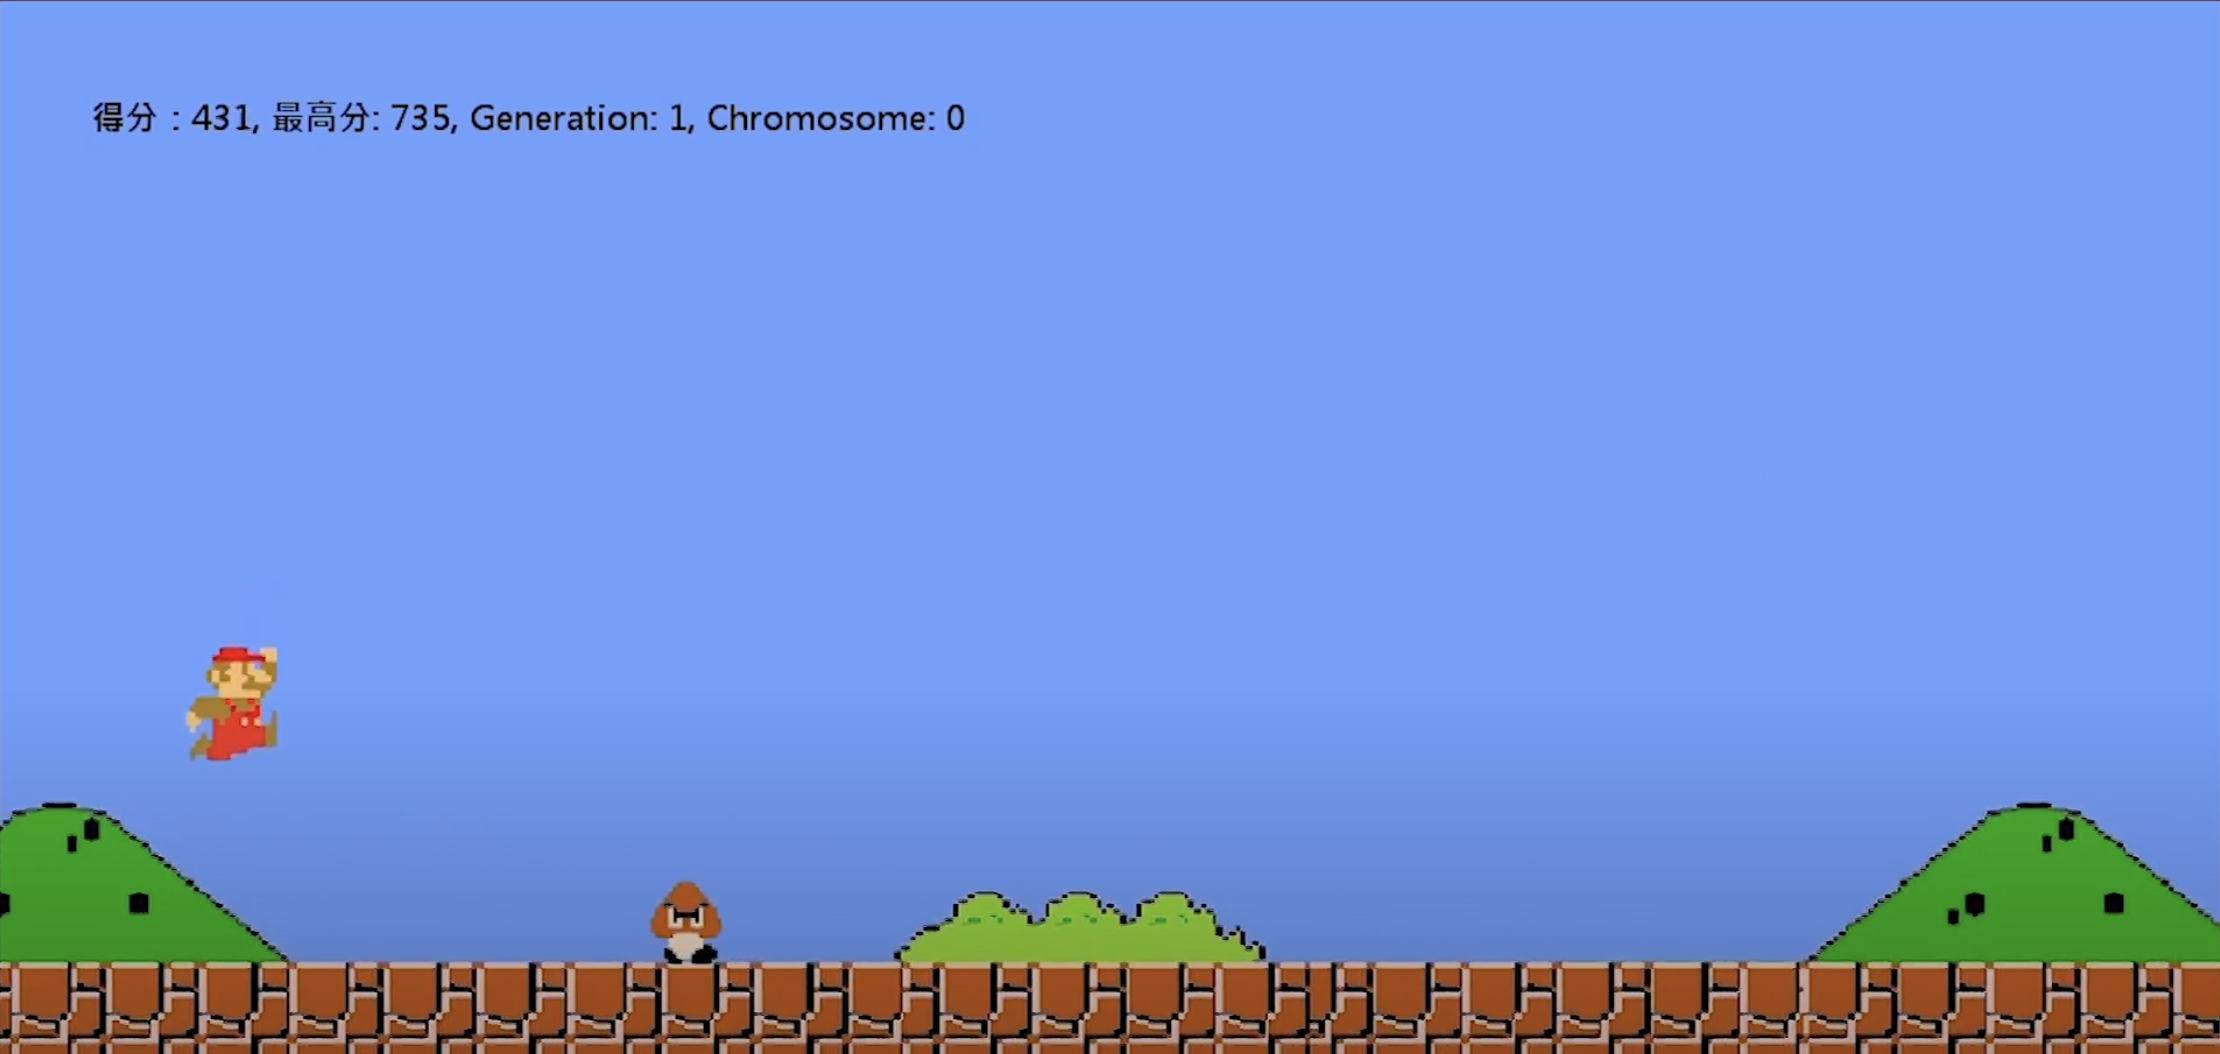 得分 : 431, 最高分: 735, Generation: 1, Chromosome: 0